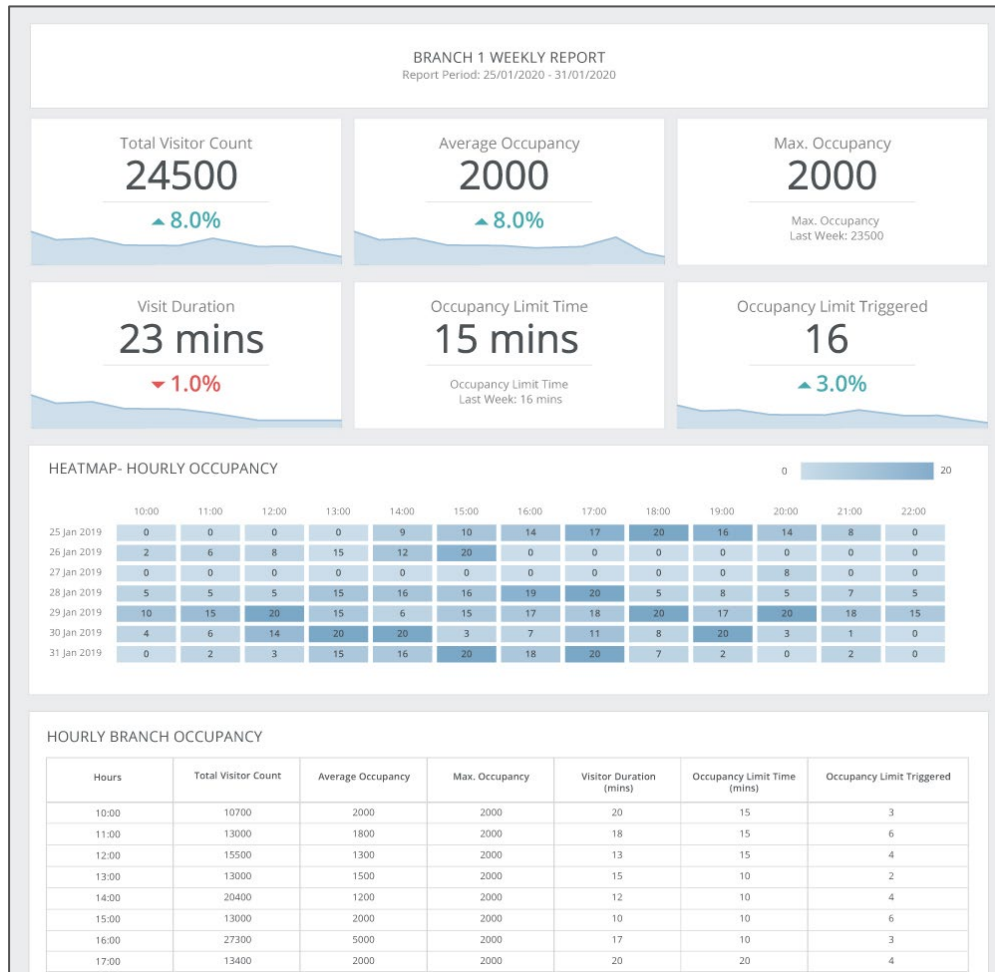 BRANCH 1 WEEKLY REPORT
Report Period: 25/01/2020 - 31/01/2020
Total Visitor Count
24500
8.0%
Average Occupancy
2000
8.0%
Max. Occupancy
2000
Max. Occupancy
Last Week: 23500
Visit Duration
23 mins
1.0%
Occupancy Limit Time
15 mins
Occupancy Limit Time
Last Week: 16 mins
Occupancy Limit Triggered
16
3.0%
HEATMAP- HOURLY OCCUPANCY
0 20
10:00 11:00 12:00 13:00 14:00 15:00 16:00 17:00 18:00 19:00 20:00 21:00 22:00
25 Jan 2019 0 0 0 0 9 10 14 17 20 16 14 8 0
26 Jan 2019 2 6 8 15 12 20 0 0 0 0 0 0 0
27 Jan 2019 0 0 0 0 0 0 0 0 0 0 8 0 0
28 Jan 2019 5 5 5 15 16 16 19 20 5 8 5 7 5
29 Jan 2019 10 15 20 15 6 15 17 18 20 17 20 18 15
30 Jan 2019 4 6 14 20 20 3 7 11 8 20 3 1 0
31 Jan 2019 0 2 3 15 16 20 18 20 7 2 0 2 0
HOURLY BRANCH OCCUPANCY
Hours Total Visitor Count Average Occupancy Max. Occupancy Visitor Duration (mins) Occupancy Limit Time (mins) Occupancy Limit Triggered
10:00 10700 2000 2000 20 15 3
11:00 13000 1800 2000 18 15 6
12:00 15500 1300 2000 13 15 4
13:00 13000 1500 2000 15 10 2
14:00 20400 1200 2000 12 10 4
15:00 13000 2000 2000 10 10 6
16:00 27300 5000 2000 17 10 3
17:00 13400 2000 2000 20 20 4